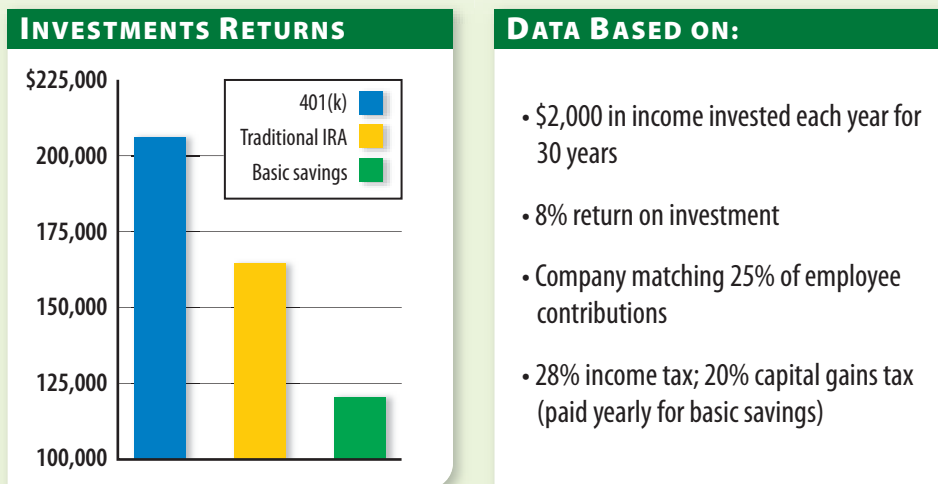 INVESTMENTS RETURNS
$225,000
200,000
175,000
150,000
125,000
100,000
401(k)
Traditional IRA
Basic savings
DATA BASED ON:
• $2,000 in income invested each year for
30 years
• 8% return on investment
• Company matching 25% of employee
contributions
• 28% income tax; 20% capital gains tax
(paid yearly for basic savings)